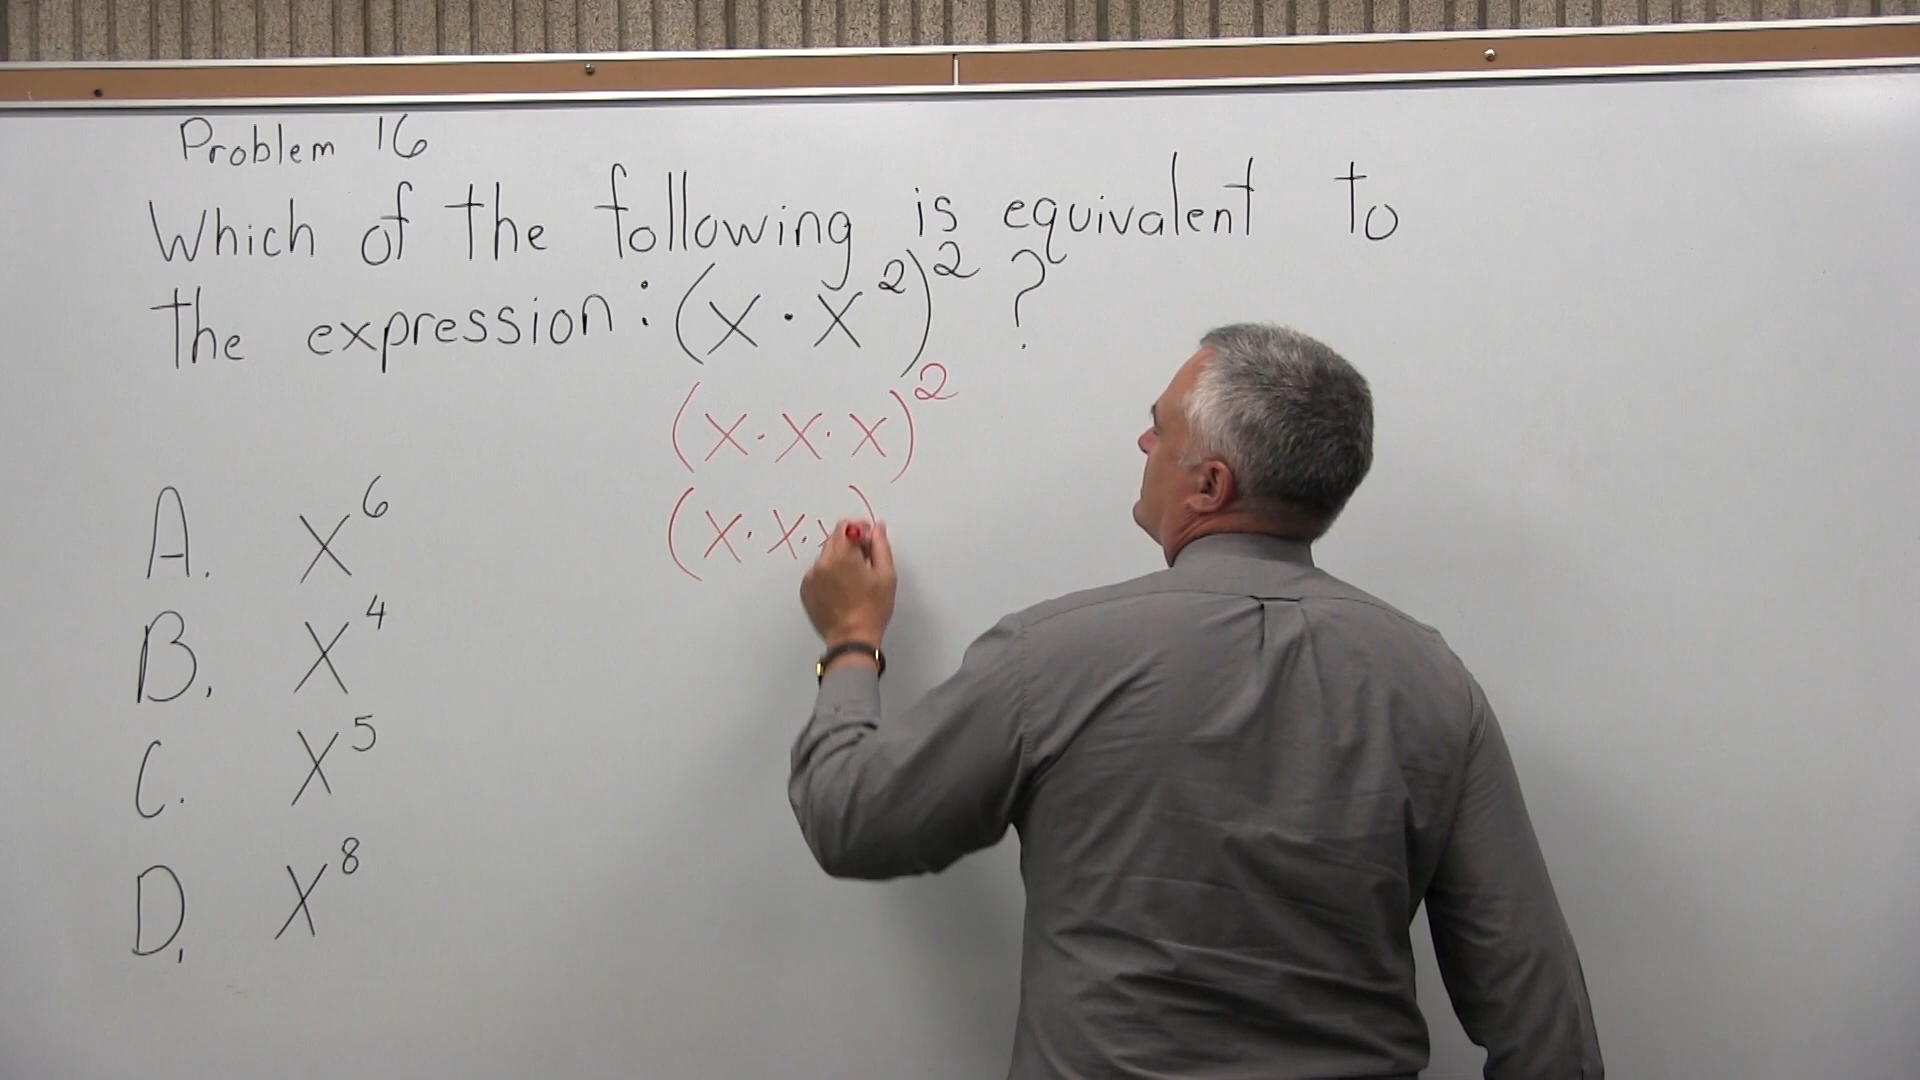 Problem 16
Which of the following is equivalent to
the expression: (x · x²)² ?
(x · x · x)²
(x · x · x)
A. x⁶
B. x⁴
C. x⁵
D. x⁸